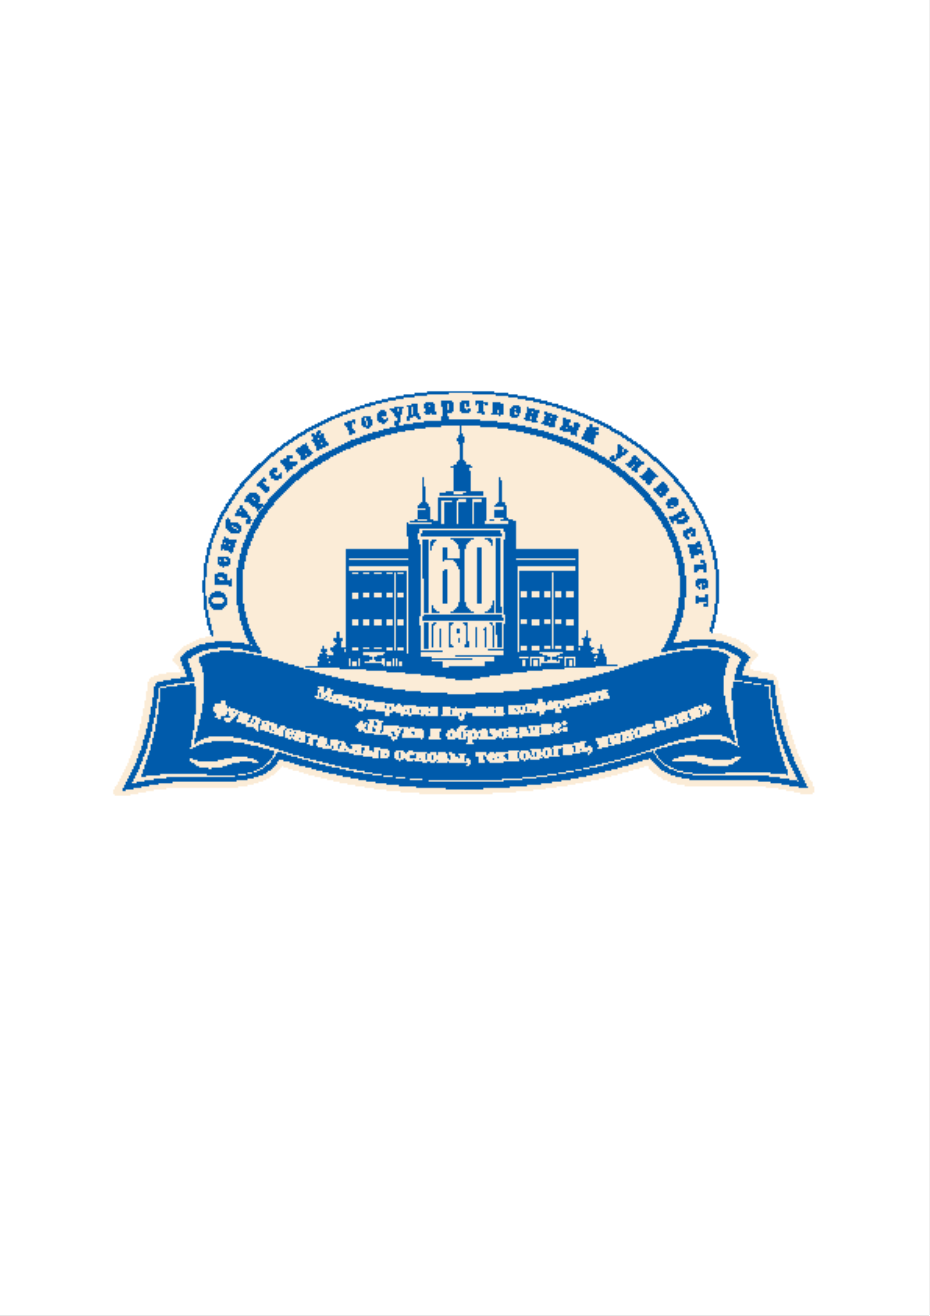 Оренбургский государственный университет
60
лет
Международная научная конференция
«Наука и образование:
фундаментальные основы, технологии, инновации»